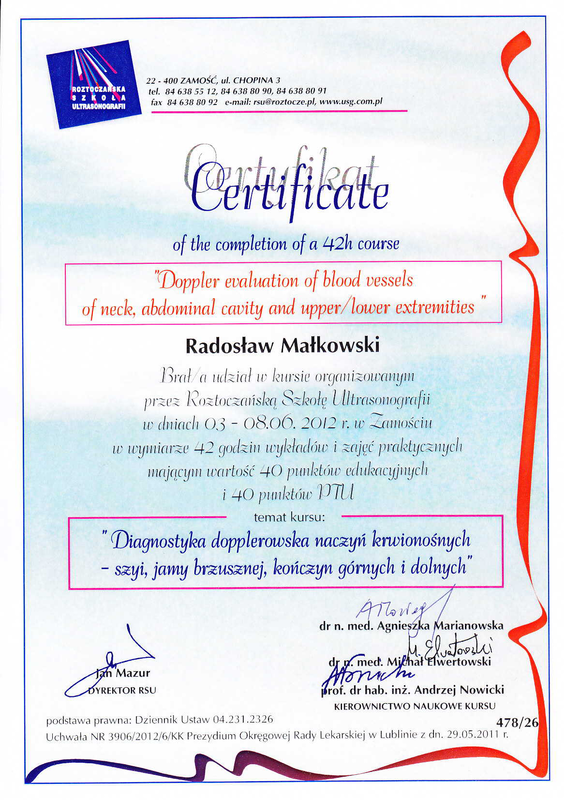 ROZTOCZAŃSKA
SZKOŁA
ULTRASONOGRAFII
22 - 400 ZAMOŚĆ, ul. CHOPINA 3
tel. 84 638 55 12, 84 638 80 90, 84 638 80 91
fax 84 638 80 92 e-mail: rsu@roztocze.pl, www.usg.com.pl
Certyfikat
Certificate
of the completion of a 42h course
"Doppler evaluation of blood vessels
of neck, abdominal cavity and upper/lower extremities "
Radosław Małkowski
Brał/a udział w kursie organizowanym
przez Roztoczańską Szkołę Ultrasonografii
w dniach 03 - 08.06. 2012 r. w Zamościu
w wymiarze 42 godzin wykładów i zajęć praktycznych
mającym wartość 40 punktów edukacyjnych
i 40 punktów PTU
temat kursu:
" Diagnostyka dopplerowska naczyń krwionośnych
- szyi, jamy brzusznej, kończyn górnych i dolnych"
dr n. med. Agnieszka Marianowska
dr n. med. Michał Elwertowski
Jan Mazur
DYREKTOR RSU
prof. dr hab. inż. Andrzej Nowicki
KIEROWNICTWO NAUKOWE KURSU
podstawa prawna: Dziennik Ustaw 04.231.2326
478/26
Uchwała NR 3906/2012/6/KK Prezydium Okręgowej Rady Lekarskiej w Lublinie z dn. 29.05.2011 r.